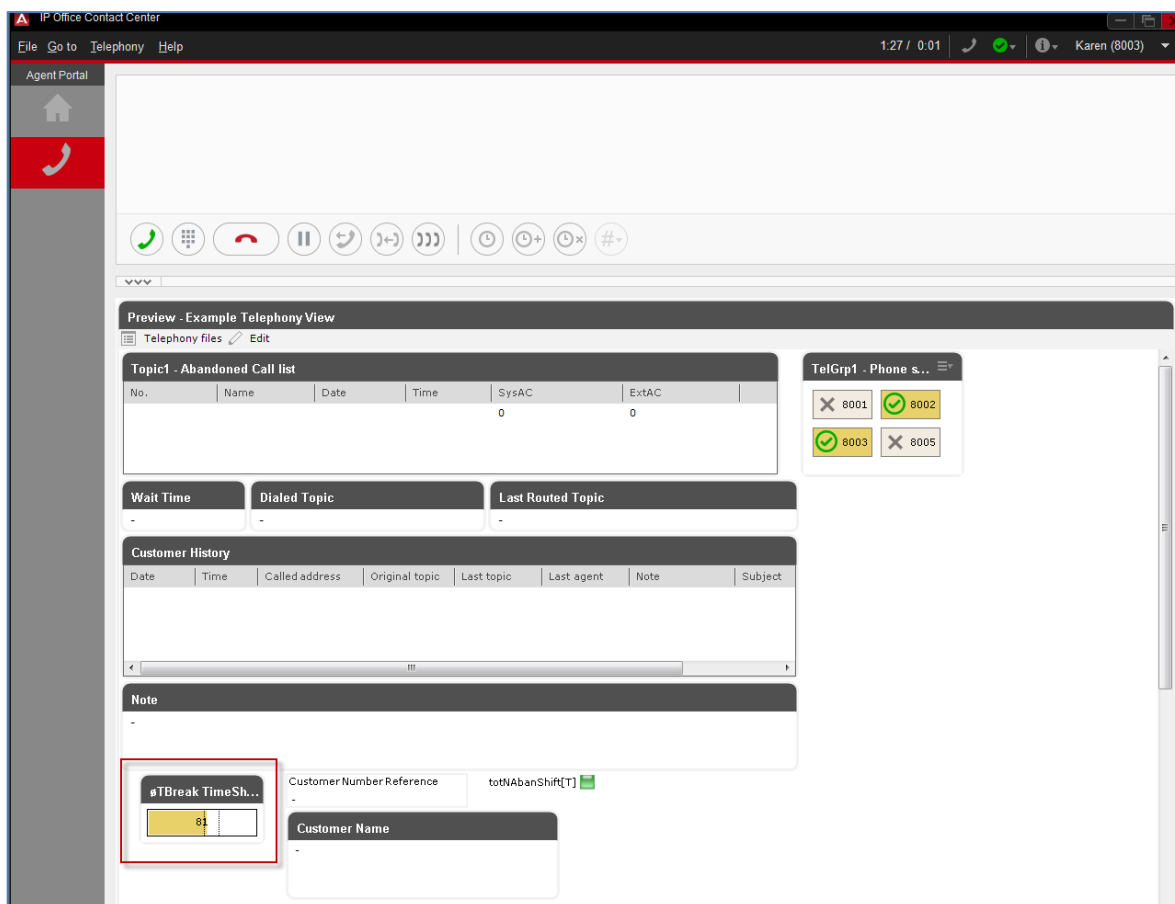 IP Office Contact Center
File Go to Telephony Help
1:27 / 0:01 Karen (8003)
Agent Portal
Preview - Example Telephony View
Telephony files Edit
Topic1 - Abandoned Call list
No. Name Date Time SysAC ExtAC
0 0
TelGrp1 - Phone s...
8001 8002
8003 8005
Wait Time Dialed Topic Last Routed Topic
- - -
Customer History
Date Time Called address Original topic Last topic Last agent Note Subject
Note
-
øTBreak TimeSh...
81
Customer Number Reference
-
totNAbanShift[T]
Customer Name
-